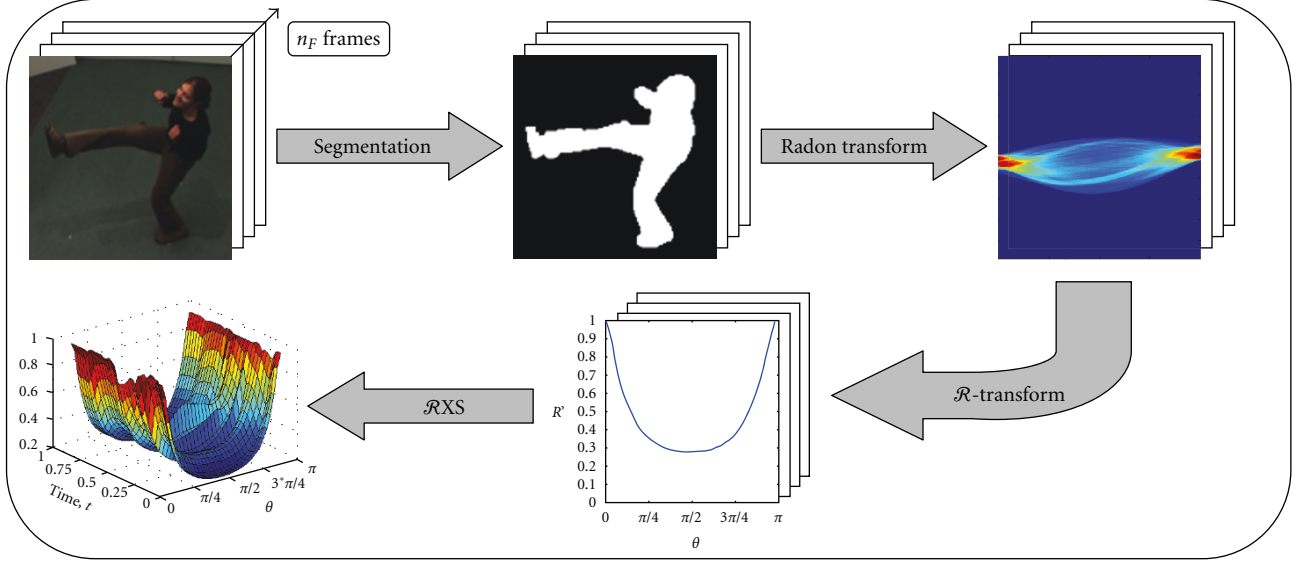 n_F frames
Segmentation
Radon transform
ℛ-transform
ℛXS
1
0.8
0.6
0.4
0.2
1
0.75
0.5
0.25
0
Time, t
0
π/4
π/2
3*π/4
π
θ
1
0.9
0.8
0.7
0.6
0.5
0.4
0.3
0.2
0.1
0
R'
0 π/4 π/2 3π/4 π
θ